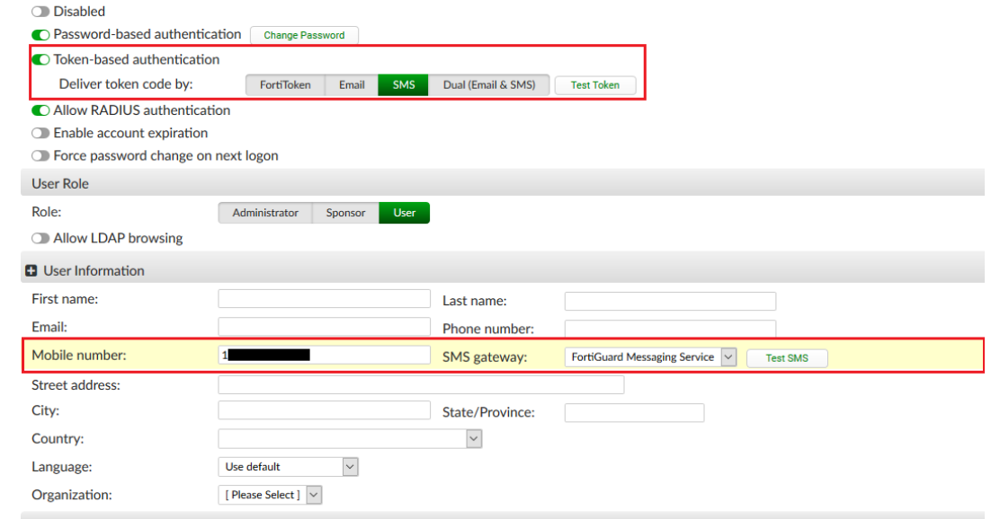 Disabled
Password-based authentication Change Password
Token-based authentication
Deliver token code by: FortiToken Email SMS Dual (Email & SMS) Test Token
Allow RADIUS authentication
Enable account expiration
Force password change on next logon
User Role
Role: Administrator Sponsor User
Allow LDAP browsing
User Information
First name: Last name:
Email: Phone number:
Mobile number: 1 SMS gateway: FortiGuard Messaging Service Test SMS
Street address:
City: State/Province:
Country:
Language: Use default
Organization: [ Please Select ]